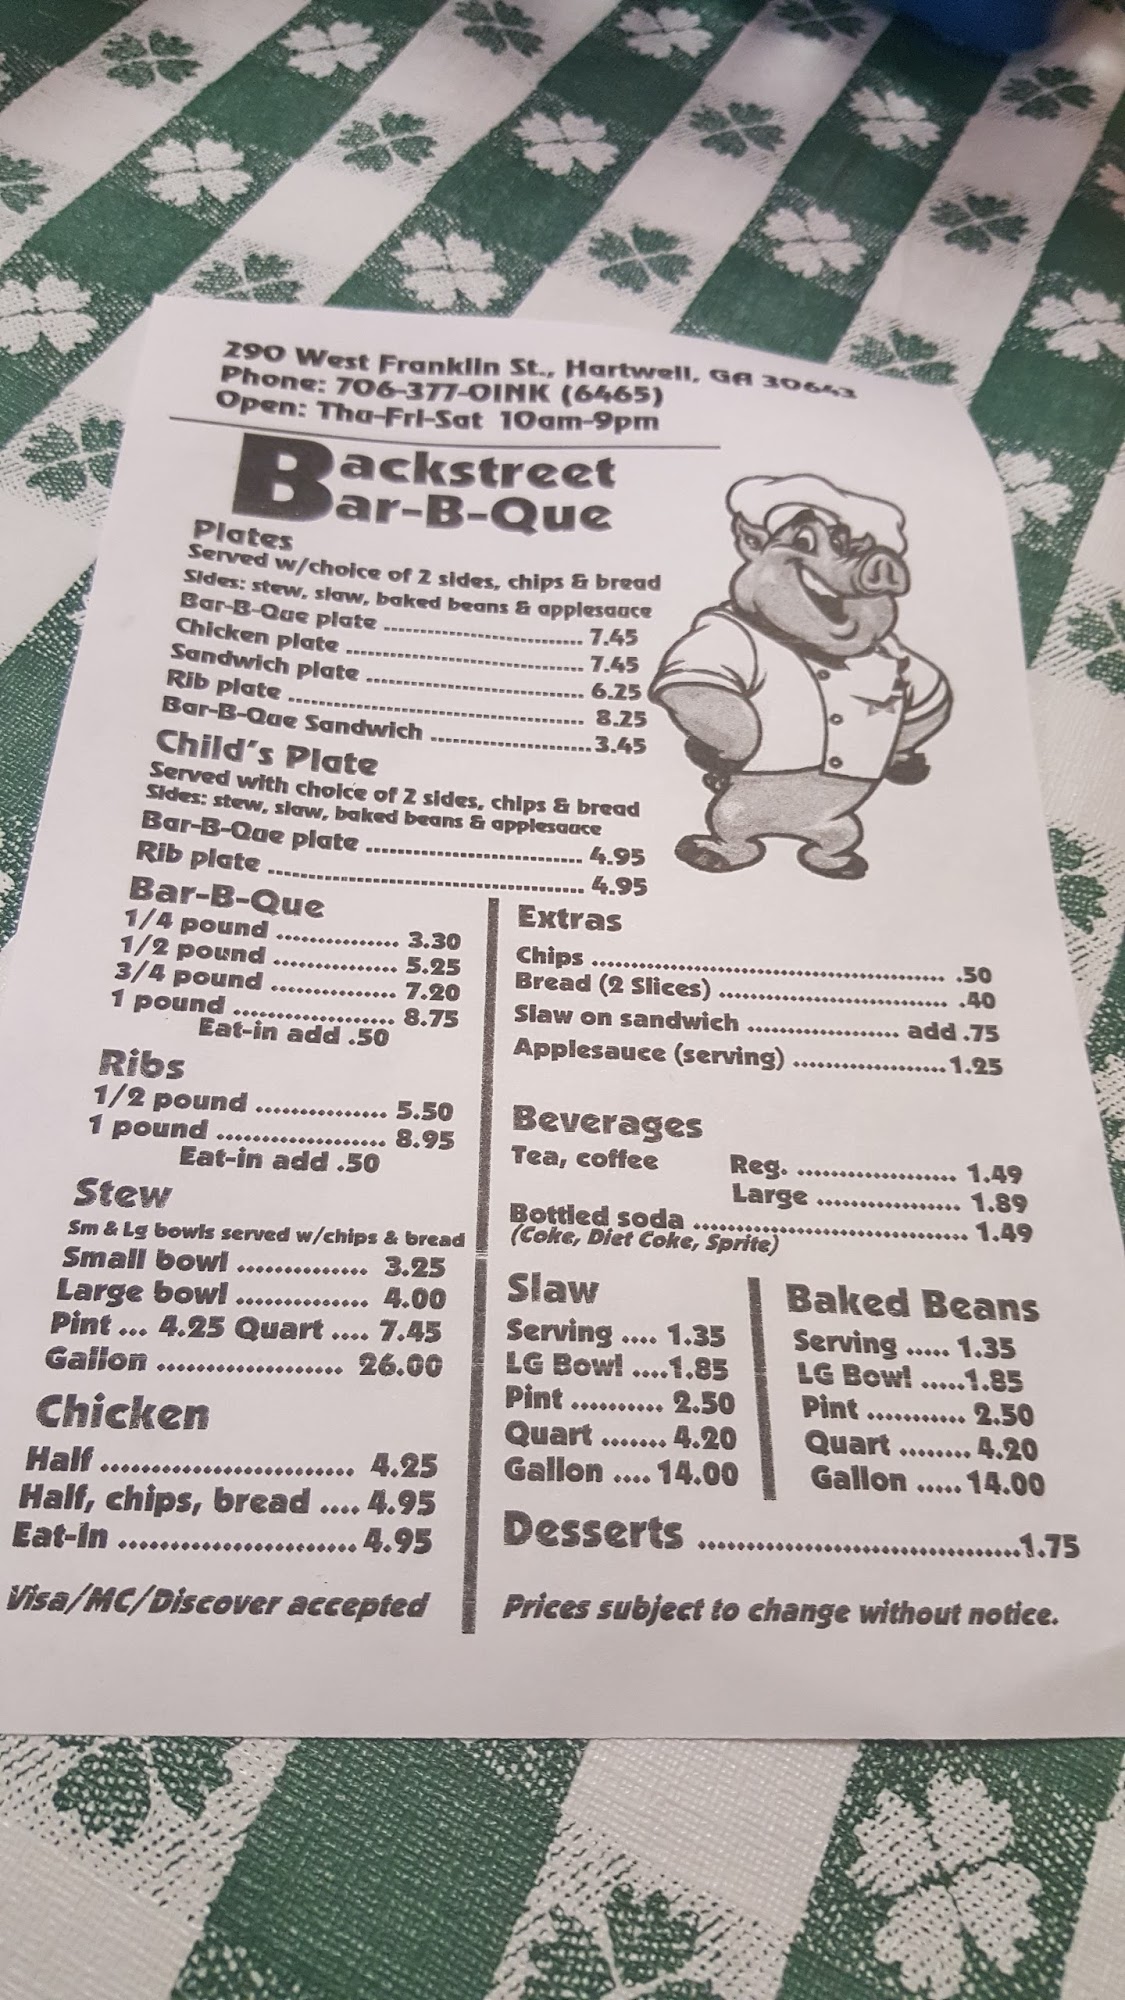 290 West Franklin St., Hartwell, GA 30643
Phone: 706-377-OINK (6465)
Open: Thu-Fri-Sat 10am-9pm
Backstreet
Bar-B-Que
Plates
Served w/choice of 2 sides, chips & bread
Sides: stew, slaw, baked beans & applesauce
Bar-B-Que plate ........................ 7.45
Chicken plate ........................ 7.45
Sandwich plate ........................ 6.25
Rib plate ........................ 8.25
Bar-B-Que Sandwich ........................ 3.45
Child's Plate
Served with choice of 2 sides, chips & bread
Sides: stew, slaw, baked beans & applesauce
Bar-B-Que plate ........................ 4.95
Rib plate ........................ 4.95
Bar-B-Que
1/4 pound ................ 3.30
1/2 pound ................ 5.25
3/4 pound ................ 7.20
1 pound .................... 8.75
Eat-in add .50
Ribs
1/2 pound ................ 5.50
1 pound .................... 8.95
Eat-in add .50
Stew
Sm & Lg bowls served w/chips & bread
Small bowl ............... 3.25
Large bowl ............... 4.00
Pint ... 4.25 Quart .... 7.45
Gallon .................... 26.00
Chicken
Half ........................... 4.25
Half, chips, bread .... 4.95
Eat-In ......................... 4.95
Visa/MC/Discover accepted
Extras
Chips ........................ .50
Bread (2 Slices) ........................ .40
Slaw on sandwich ................... add .75
Applesauce (serving) ................... 1.25
Beverages
Tea, coffee Reg. ................... 1.49
Large ................. 1.89
Bottled soda ........................ 1.49
(Coke, Diet Coke, Sprite)
Slaw
Serving .... 1.35
LG Bowl ....1.85
Pint .......... 2.50
Quart ....... 4.20
Gallon .... 14.00
Baked Beans
Serving ..... 1.35
LG Bowl .....1.85
Pint ........... 2.50
Quart ........ 4.20
Gallon .....14.00
Desserts ..................................1.75
Prices subject to change without notice.